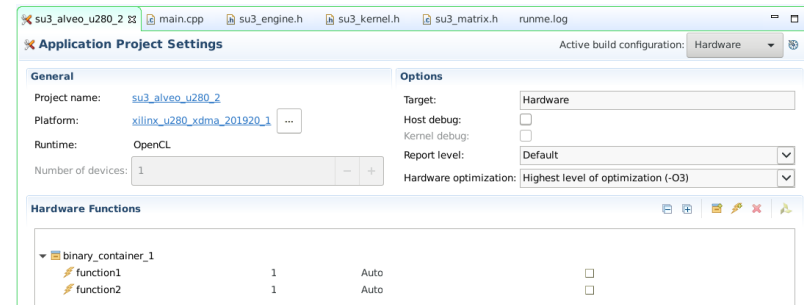 su3_alveo_u280_2 main.cpp su3_engine.h su3_kernel.h su3_matrix.h runme.log
Application Project Settings Active build configuration: Hardware
General
Project name: su3_alveo_u280_2
Platform: xilinx_u280_xdma_201920_1 ...
Runtime: OpenCL
Number of devices: 1
Options
Target: Hardware
Host debug:
Kernel debug:
Report level: Default
Hardware optimization: Highest level of optimization (-O3)
Hardware Functions
binary_container_1
function1 1 Auto
function2 1 Auto